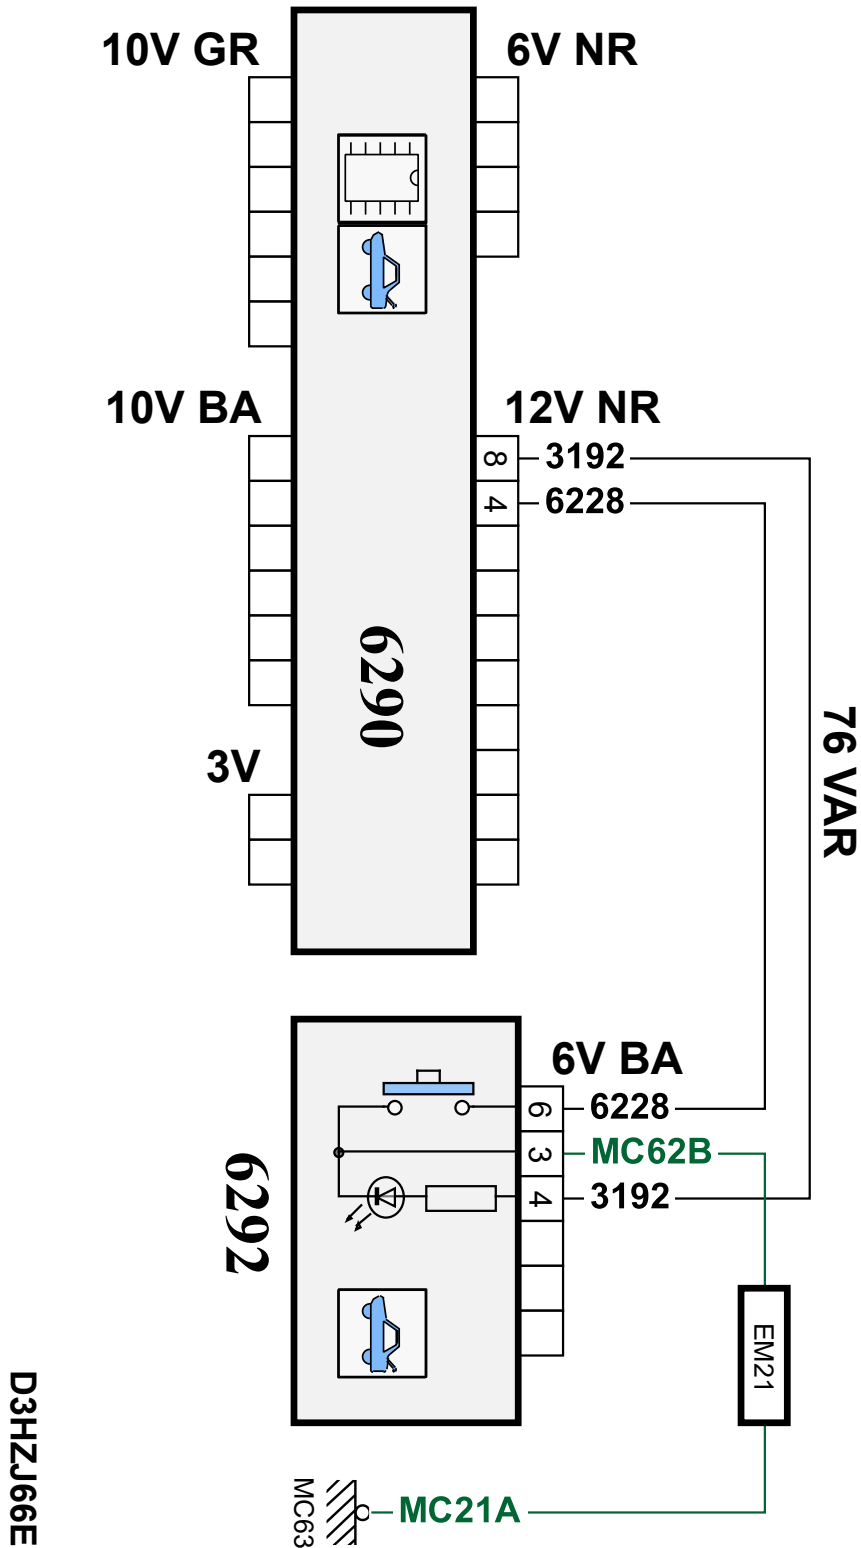 10V GR
6V NR
10V BA
12V NR
8
3192
4
6228
6290
3V
76 VAR
6V BA
6
6228
3
MC62B
4
3192
6292
EM21
MC63
MC21A
D3HZJ66E